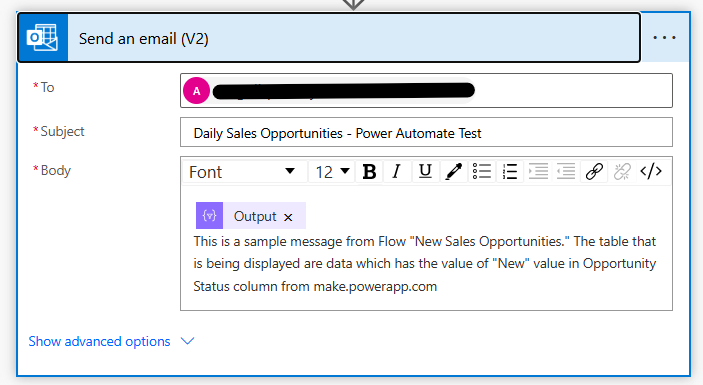 Send an email (V2)
* To
A
* Subject
Daily Sales Opportunities - Power Automate Test
* Body
Font 12 B I U </>
{v} Output ×
This is a sample message from Flow "New Sales Opportunities." The table that
is being displayed are data which has the value of "New" value in Opportunity
Status column from make.powerapp.com
Show advanced options